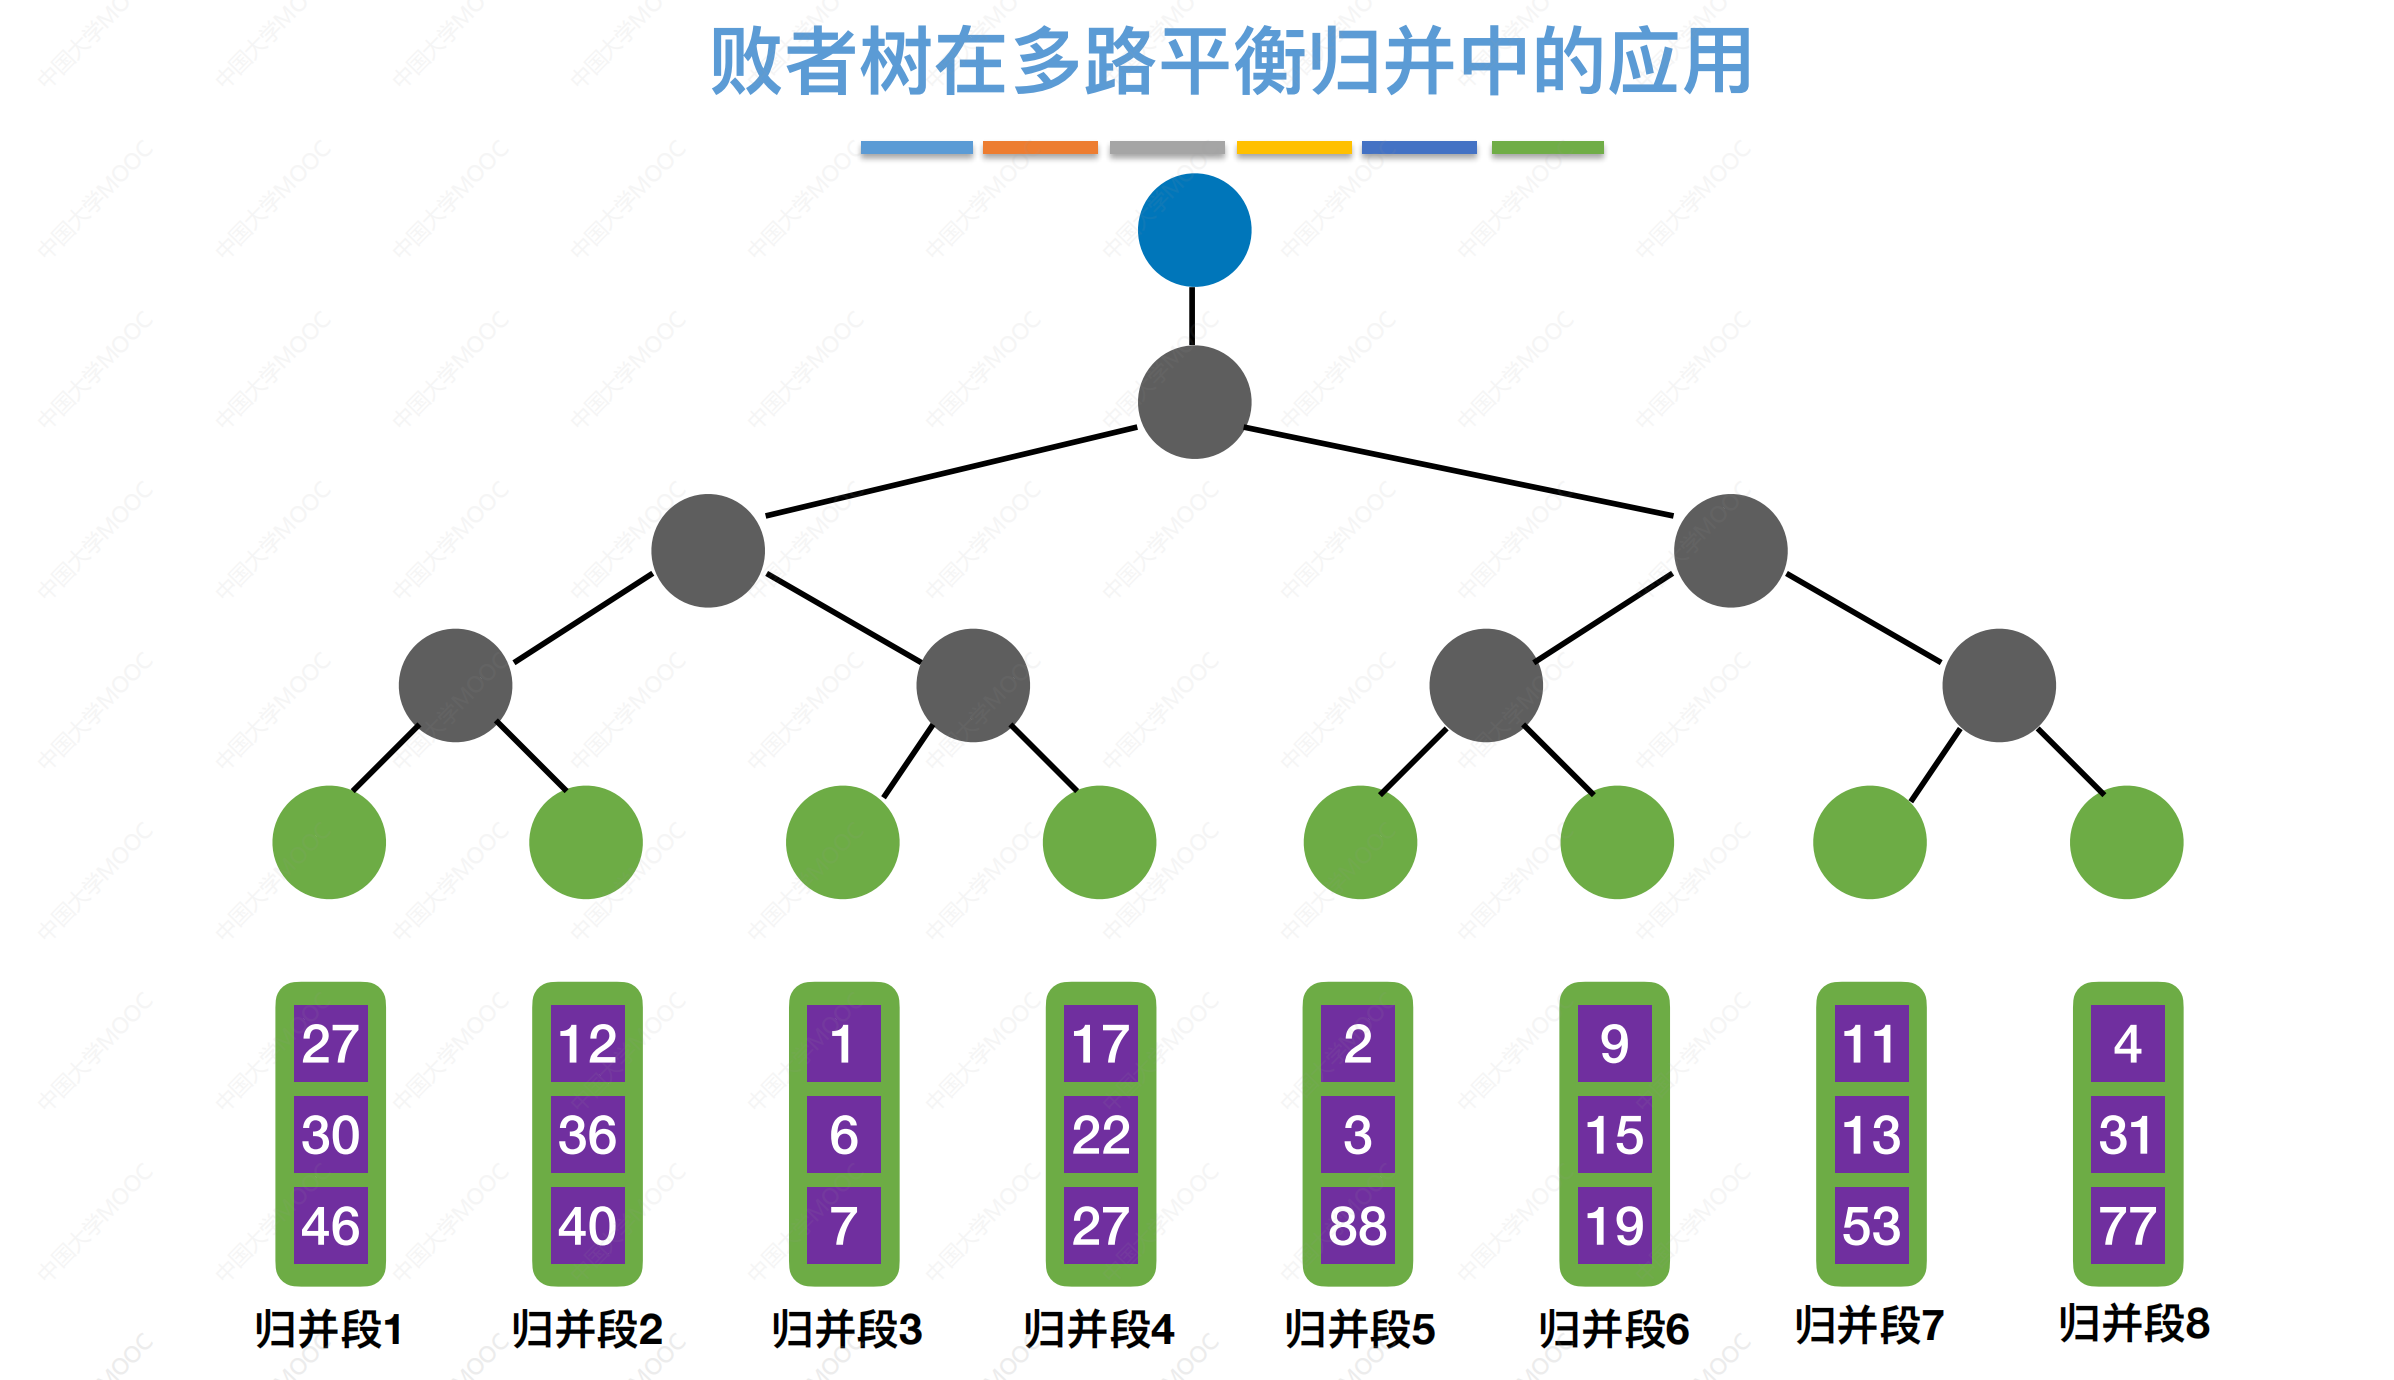 败者树在多路平衡归并中的应用
27 12 1 17 2 9 11 4
30 36 6 22 3 15 13 31
46 40 7 27 88 19 53 77
归并段1 归并段2 归并段3 归并段4 归并段5 归并段6 归并段7 归并段8
中国大学MOOC